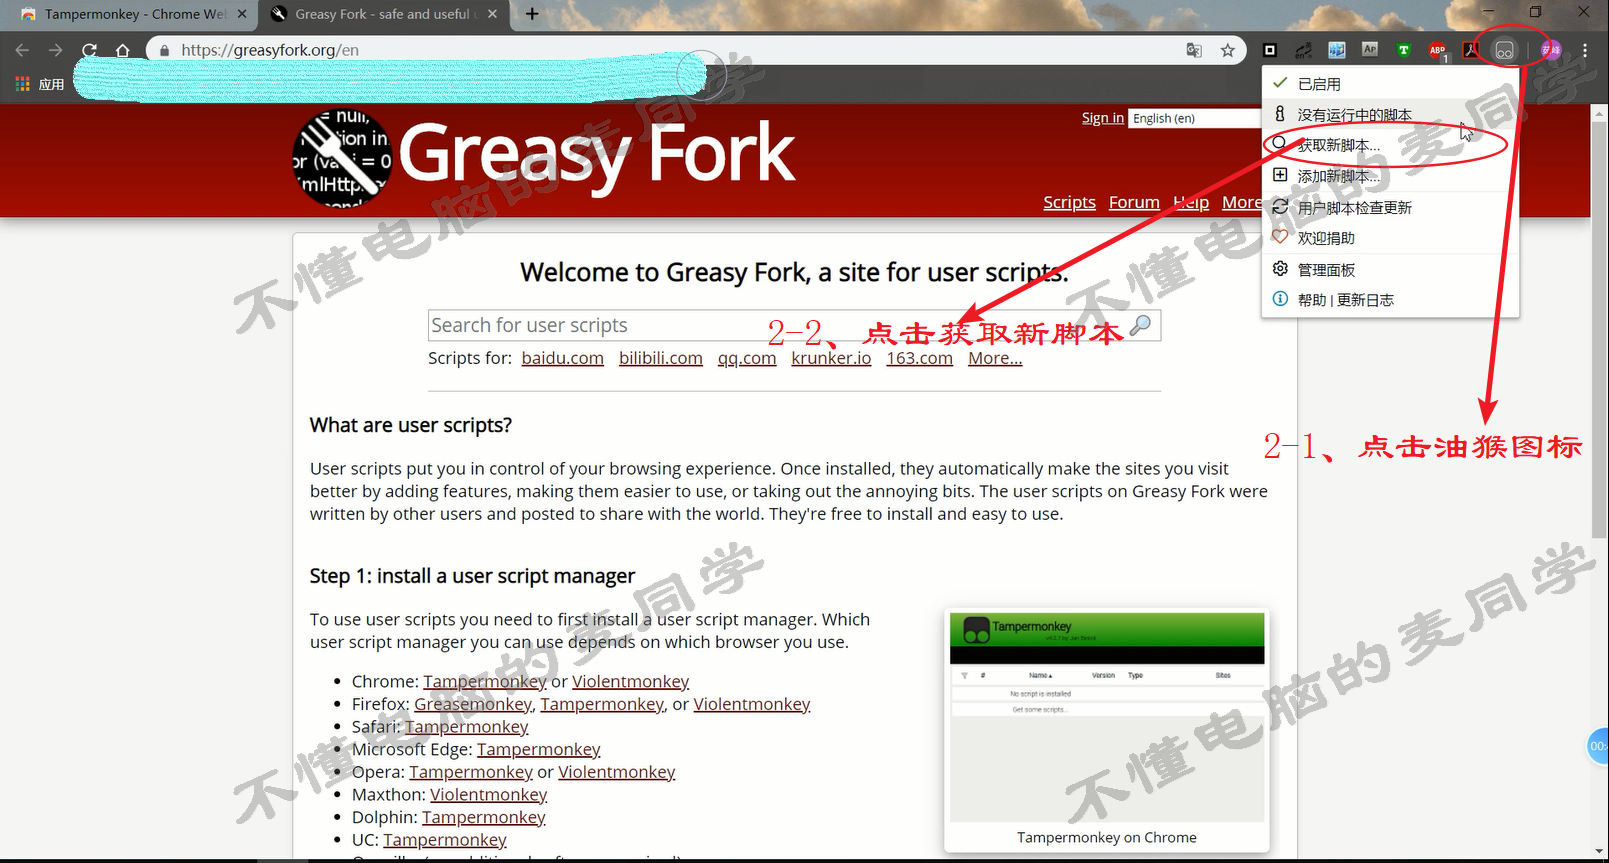 Tampermonkey - Chrome Web
Greasy Fork - safe and useful u
https://greasyfork.org/en
应用
ABP
1
AP
T
null,
tion in
or (va i = 0
mlHttp
Greasy Fork
Sign in
English (en)
Scripts Forum Help More
已启用
没有运行中的脚本
获取新脚本...
添加新脚本...
用户脚本检查更新
欢迎捐助
管理面板
帮助 | 更新日志
Welcome to Greasy Fork, a site for user scripts.
Search for user scripts
2-2、点击获取新脚本
Scripts for: baidu.com bilibili.com qq.com krunker.io 163.com More...
2-1、点击油猴图标
What are user scripts?
User scripts put you in control of your browsing experience. Once installed, they automatically make the sites you visit
better by adding features, making them easier to use, or taking out the annoying bits. The user scripts on Greasy Fork were
written by other users and posted to share with the world. They're free to install and easy to use.
Step 1: install a user script manager
To use user scripts you need to first install a user script manager. Which
user script manager you can use depends on which browser you use.
Chrome: Tampermonkey or Violentmonkey
Firefox: Greasemonkey, Tampermonkey, or Violentmonkey
Safari: Tampermonkey
Microsoft Edge: Tampermonkey
Opera: Tampermonkey or Violentmonkey
Maxthon: Violentmonkey
Dolphin: Tampermonkey
UC: Tampermonkey
Tampermonkey
# Name Version Type Sites
No script is installed
Get some scripts...
Tampermonkey on Chrome
00:
不懂电脑的麦同学
不懂电脑的麦同学
不懂电脑的麦同学
不懂电脑的麦同学